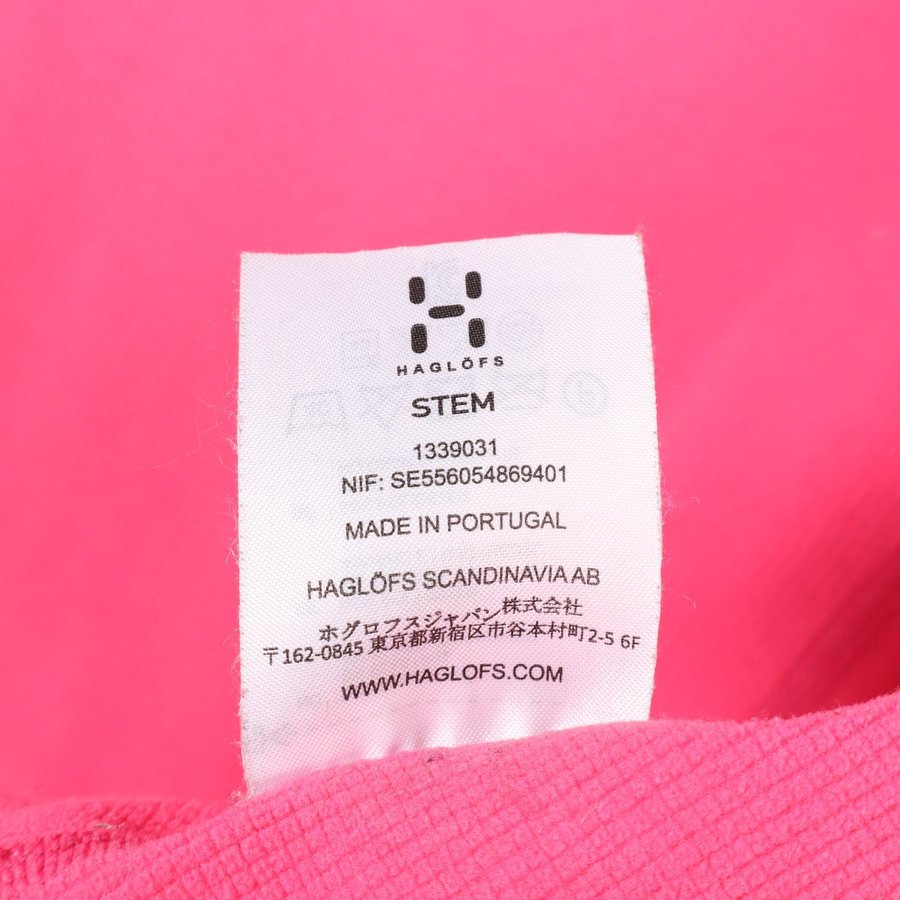 HAGLÖFS
STEM
1339031
NIF: SE556054869401
MADE IN PORTUGAL
HAGLÖFS SCANDINAVIA AB
ホグロフスジャパン株式会社
〒162-0845 東京都新宿区市谷本村町2-5 6F
WWW.HAGLOFS.COM